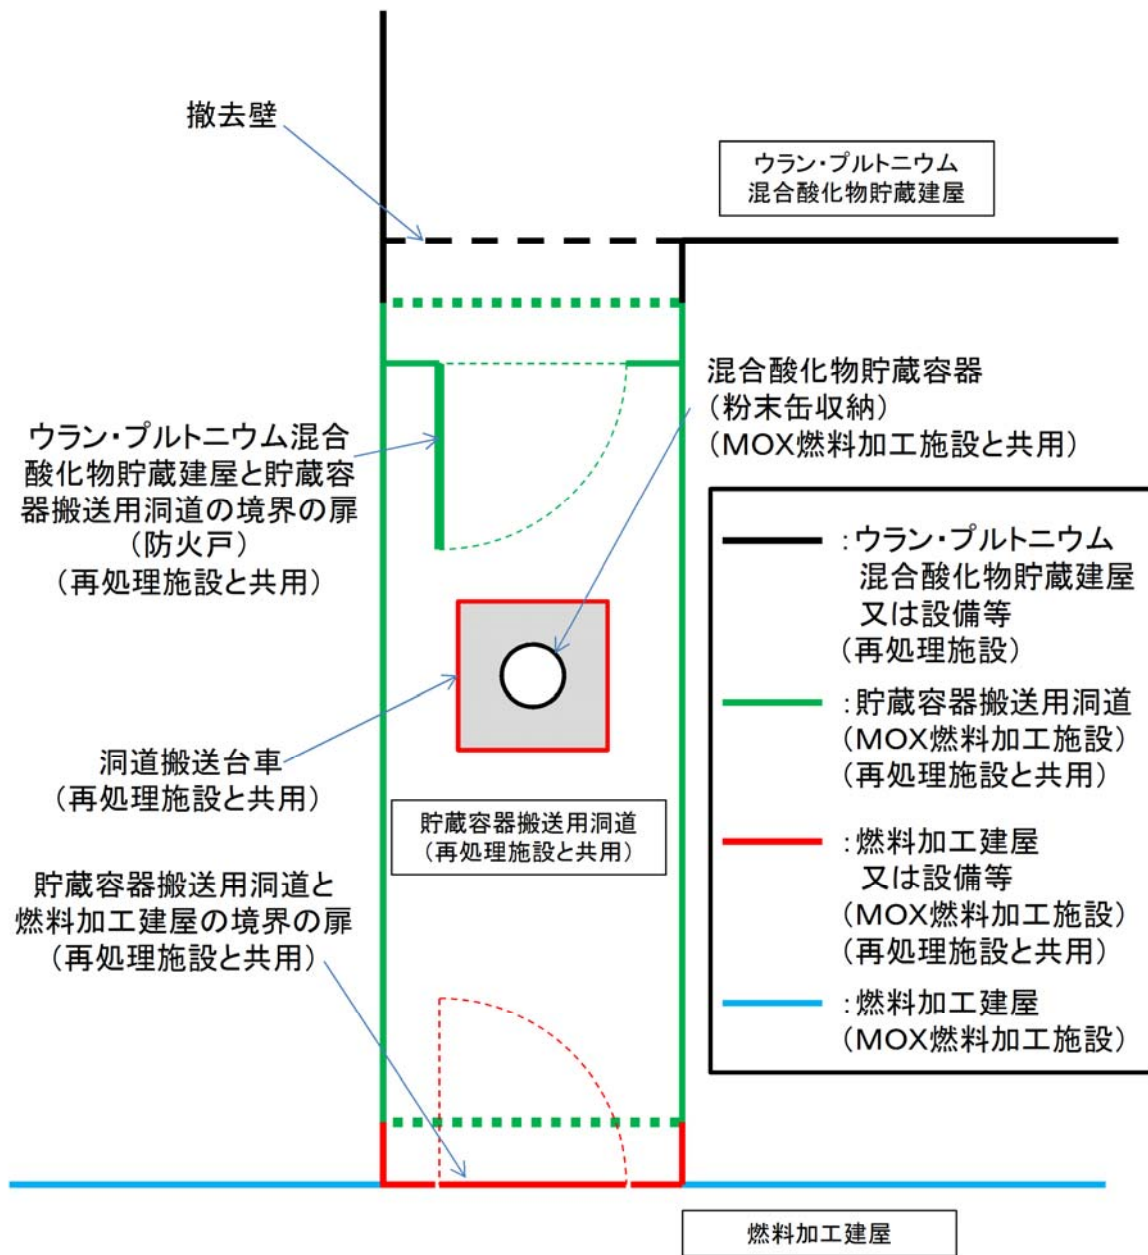 撤去壁
ウラン・プルトニウム
混合酸化物貯蔵建屋
混合酸化物貯蔵容器
(粉末缶収納)
(MOX燃料加工施設と共用)
ウラン・プルトニウム混合
酸化物貯蔵建屋と貯蔵容
器搬送用洞道の境界の扉
(防火戸)
(再処理施設と共用)
洞道搬送台車
(再処理施設と共用)
貯蔵容器搬送用洞道
(再処理施設と共用)
貯蔵容器搬送用洞道と
燃料加工建屋の境界の扉
(再処理施設と共用)
:ウラン・プルトニウム
混合酸化物貯蔵建屋
又は設備等
(再処理施設)
:貯蔵容器搬送用洞道
(MOX燃料加工施設)
(再処理施設と共用)
:燃料加工建屋
又は設備等
(MOX燃料加工施設)
(再処理施設と共用)
:燃料加工建屋
(MOX燃料加工施設)
燃料加工建屋